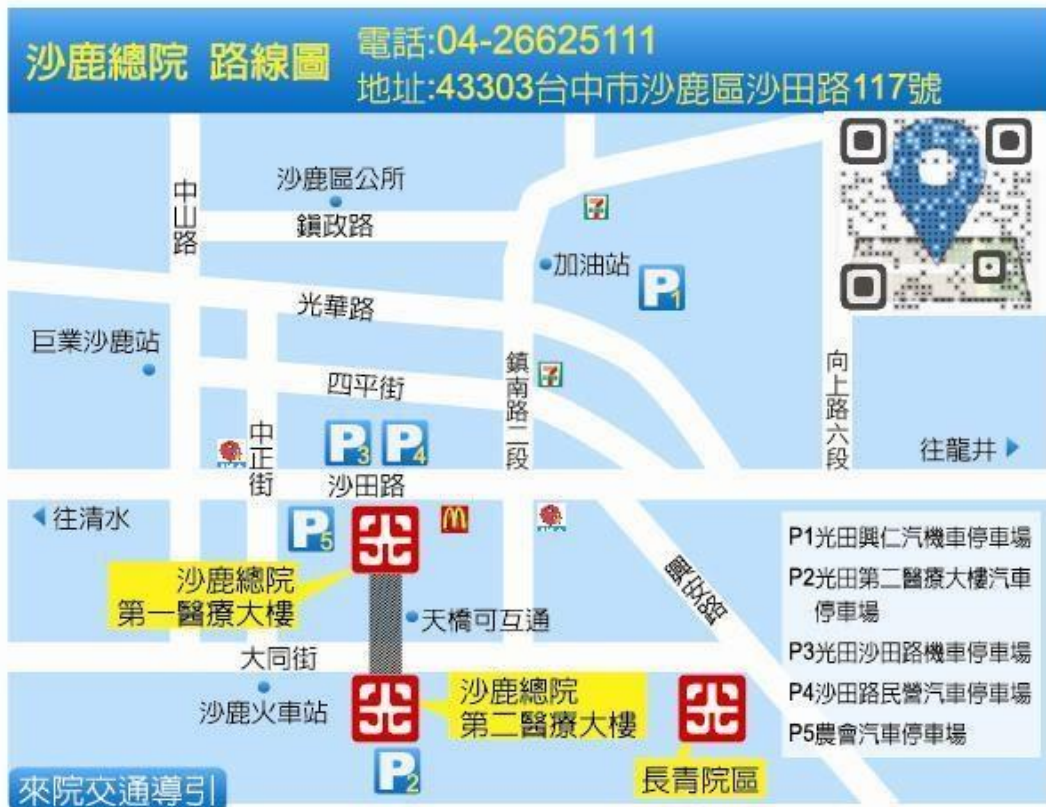 沙鹿總院 路線圖
電話:04-26625111
地址:43303台中市沙鹿區沙田路117號
中山路
沙鹿區公所
鎮政路
7
加油站
P1
光華路
巨業沙鹿站
四平街
鎮南路二段
7
向上路六段
中正街
P3
P4
往龍井
沙田路
往清水
P5
沙鹿總院
第一醫療大樓
天橋可互通
興安路
大同街
沙鹿火車站
沙鹿總院
第二醫療大樓
P2
長青院區
P1光田興仁汽機車停車場
P2光田第二醫療大樓汽車
停車場
P3光田沙田路機車停車場
P4沙田路民營汽車停車場
P5農會汽車停車場
來院交通導引